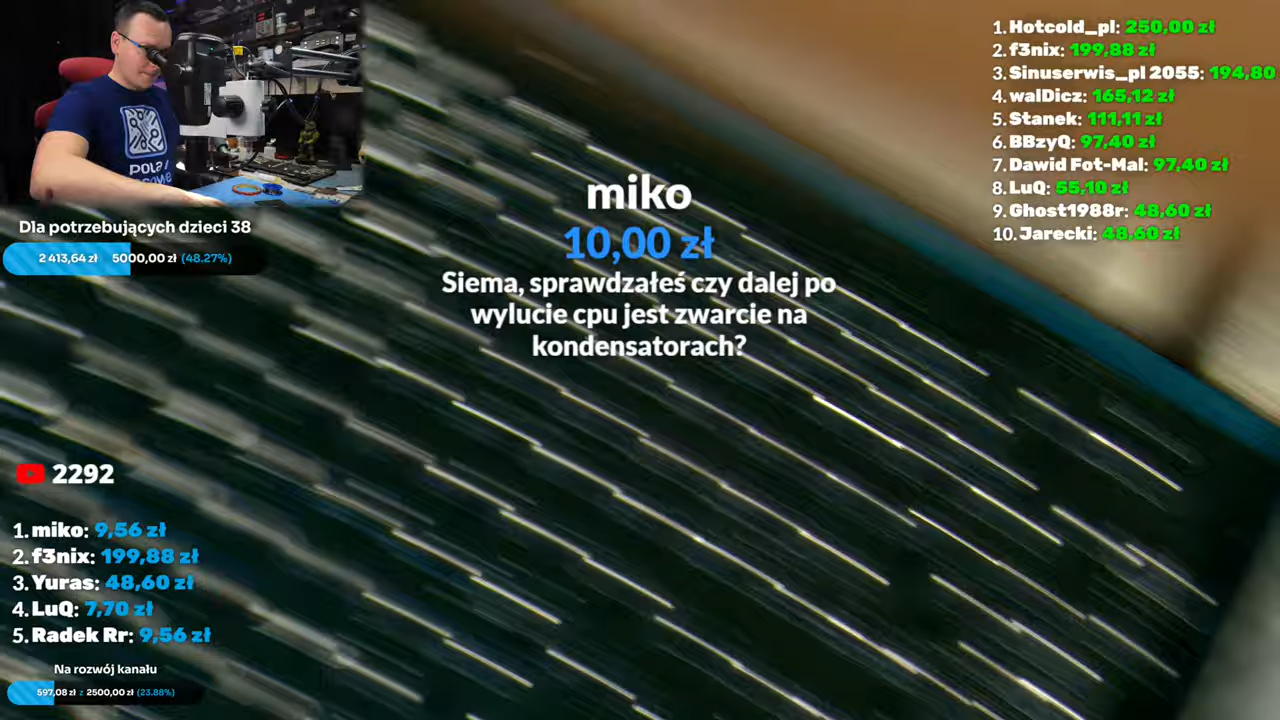 Dla potrzebujących dzieci 38
2 413,64 zł 5000,00 zł (48.27%)
miko
10,00 zł
Siema, sprawdzałeś czy dalej po
wylucie cpu jest zwarcie na
kondensatorach?
1. Hotcold_pl: 250,00 zł
2. f3nix: 199,88 zł
3. Sinuserwis_pl 2055: 194,80
4. walDicz: 165,12 zł
5. Stanek: 111,11 zł
6. BBzyQ: 97,40 zł
7. Dawid Fot-Mal: 97,40 zł
8. LuQ: 55,10 zł
9. Ghost1988r: 48,60 zł
10. Jarecki: 48,60 zł
2292
1. miko: 9,56 zł
2. f3nix: 199,88 zł
3. Yuras: 48,60 zł
4. LuQ: 7,70 zł
5. Radek Rr: 9,56 zł
Na rozwój kanału
597,08 zł z 2500,00 zł (23.88%)